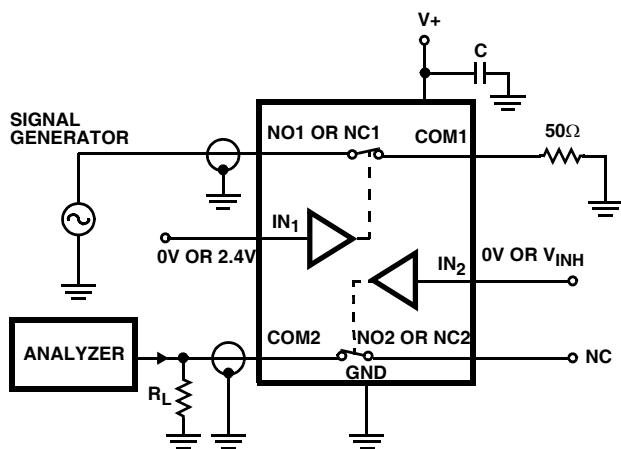 V+
C
SIGNAL
GENERATOR
NO1 OR NC1
COM1
50Ω
IN1
0V OR 2.4V
IN2
0V OR VINH
COM2
NO2 OR NC2
ANALYZER
NC
GND
RL